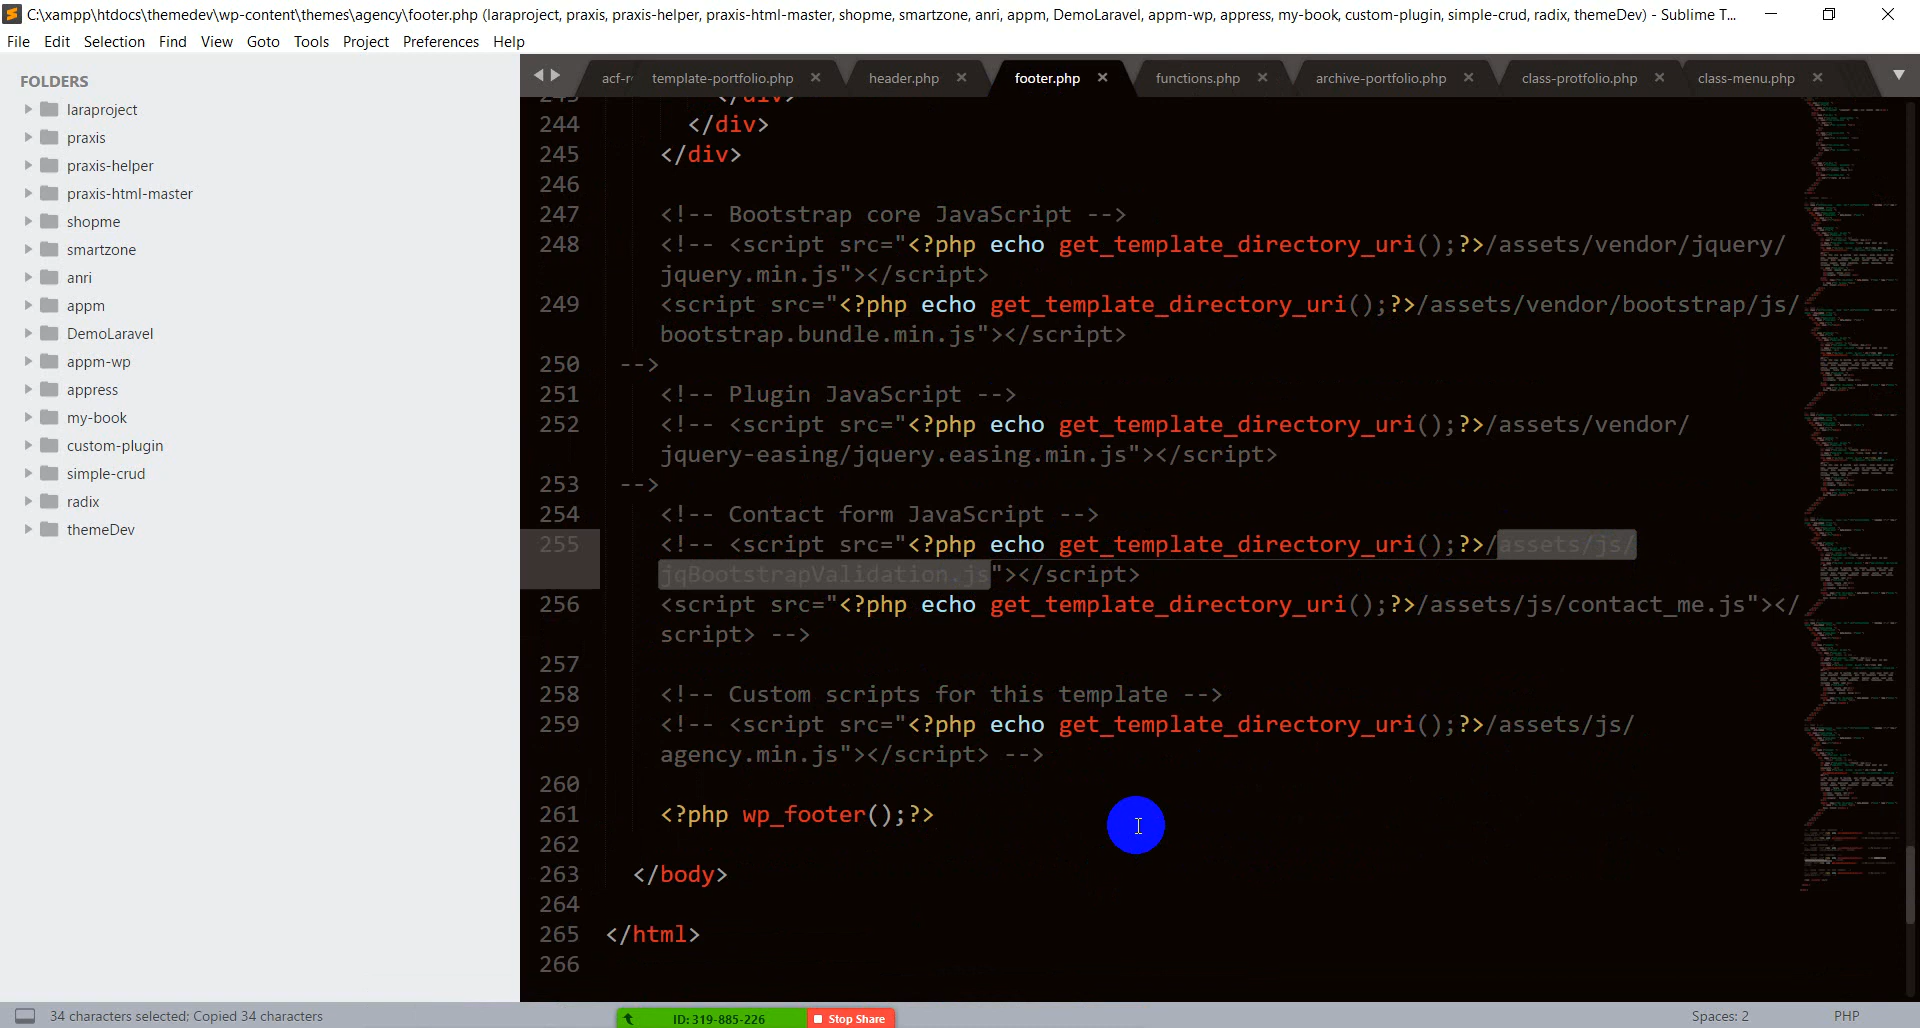 C:\xampp\htdocs\themedev\wp-content\themes\agency\footer.php (laraproject, praxis, praxis-helper, praxis-html-master, shopme, smartzone, anri, appm, DemoLaravel, appm-wp, appress, my-book, custom-plugin, simple-crud, radix, themeDev) - Sublime T...
File Edit Selection Find View Goto Tools Project Preferences Help
FOLDERS
laraproject
praxis
praxis-helper
praxis-html-master
shopme
smartzone
anri
appm
DemoLaravel
appm-wp
appress
my-book
custom-plugin
simple-crud
radix
themeDev
acf-r template-portfolio.php header.php footer.php functions.php archive-portfolio.php class-protfolio.php class-menu.php
243 </div>
244 </div>
245 </div>
246
247 <!-- Bootstrap core JavaScript -->
248 <!-- <script src="<?php echo get_template_directory_uri();?>/assets/vendor/jquery/
jquery.min.js"></script>
249 <script src="<?php echo get_template_directory_uri();?>/assets/vendor/bootstrap/js/
bootstrap.bundle.min.js"></script>
250 -->
251 <!-- Plugin JavaScript -->
252 <!-- <script src="<?php echo get_template_directory_uri();?>/assets/vendor/
jquery-easing/jquery.easing.min.js"></script>
253 -->
254 <!-- Contact form JavaScript -->
255 <!-- <script src="<?php echo get_template_directory_uri();?>/assets/js/
jqBootstrapValidation.js"></script>
256 <script src="<?php echo get_template_directory_uri();?>/assets/js/contact_me.js"></
script> -->
257
258 <!-- Custom scripts for this template -->
259 <!-- <script src="<?php echo get_template_directory_uri();?>/assets/js/
agency.min.js"></script> -->
260
261 <?php wp_footer();?>
262
263 </body>
264
265 </html>
266
34 characters selected; Copied 34 characters
ID: 319-885-226 Stop Share
Spaces: 2 PHP